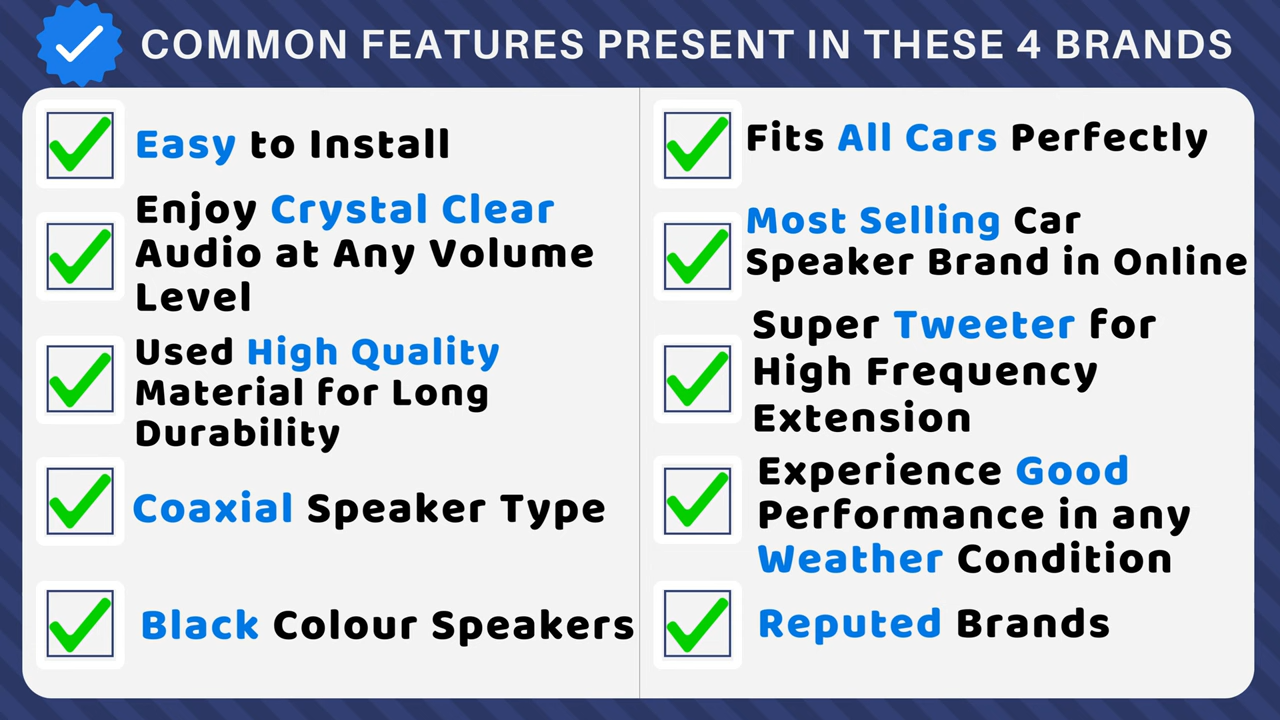 COMMON FEATURES PRESENT IN THESE 4 BRANDS
Easy to Install
Enjoy Crystal Clear
Audio at Any Volume
Level
Used High Quality
Material for Long
Durability
Coaxial Speaker Type
Black Colour Speakers
Fits All Cars Perfectly
Most Selling Car
Speaker Brand in Online
Super Tweeter for
High Frequency
Extension
Experience Good
Performance in any
Weather Condition
Reputed Brands